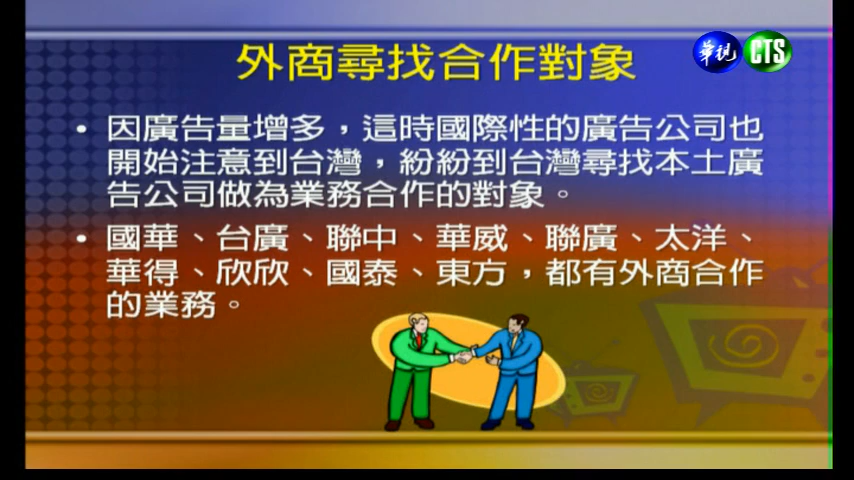 外商尋找合作對象
華視 CTS
• 因廣告量增多，這時國際性的廣告公司也
開始注意到台灣，紛紛到台灣尋找本土廣
告公司做為業務合作的對象。
• 國華、台廣、聯中、華威、聯廣、太洋、
華得、欣欣、國泰、東方，都有外商合作
的業務。